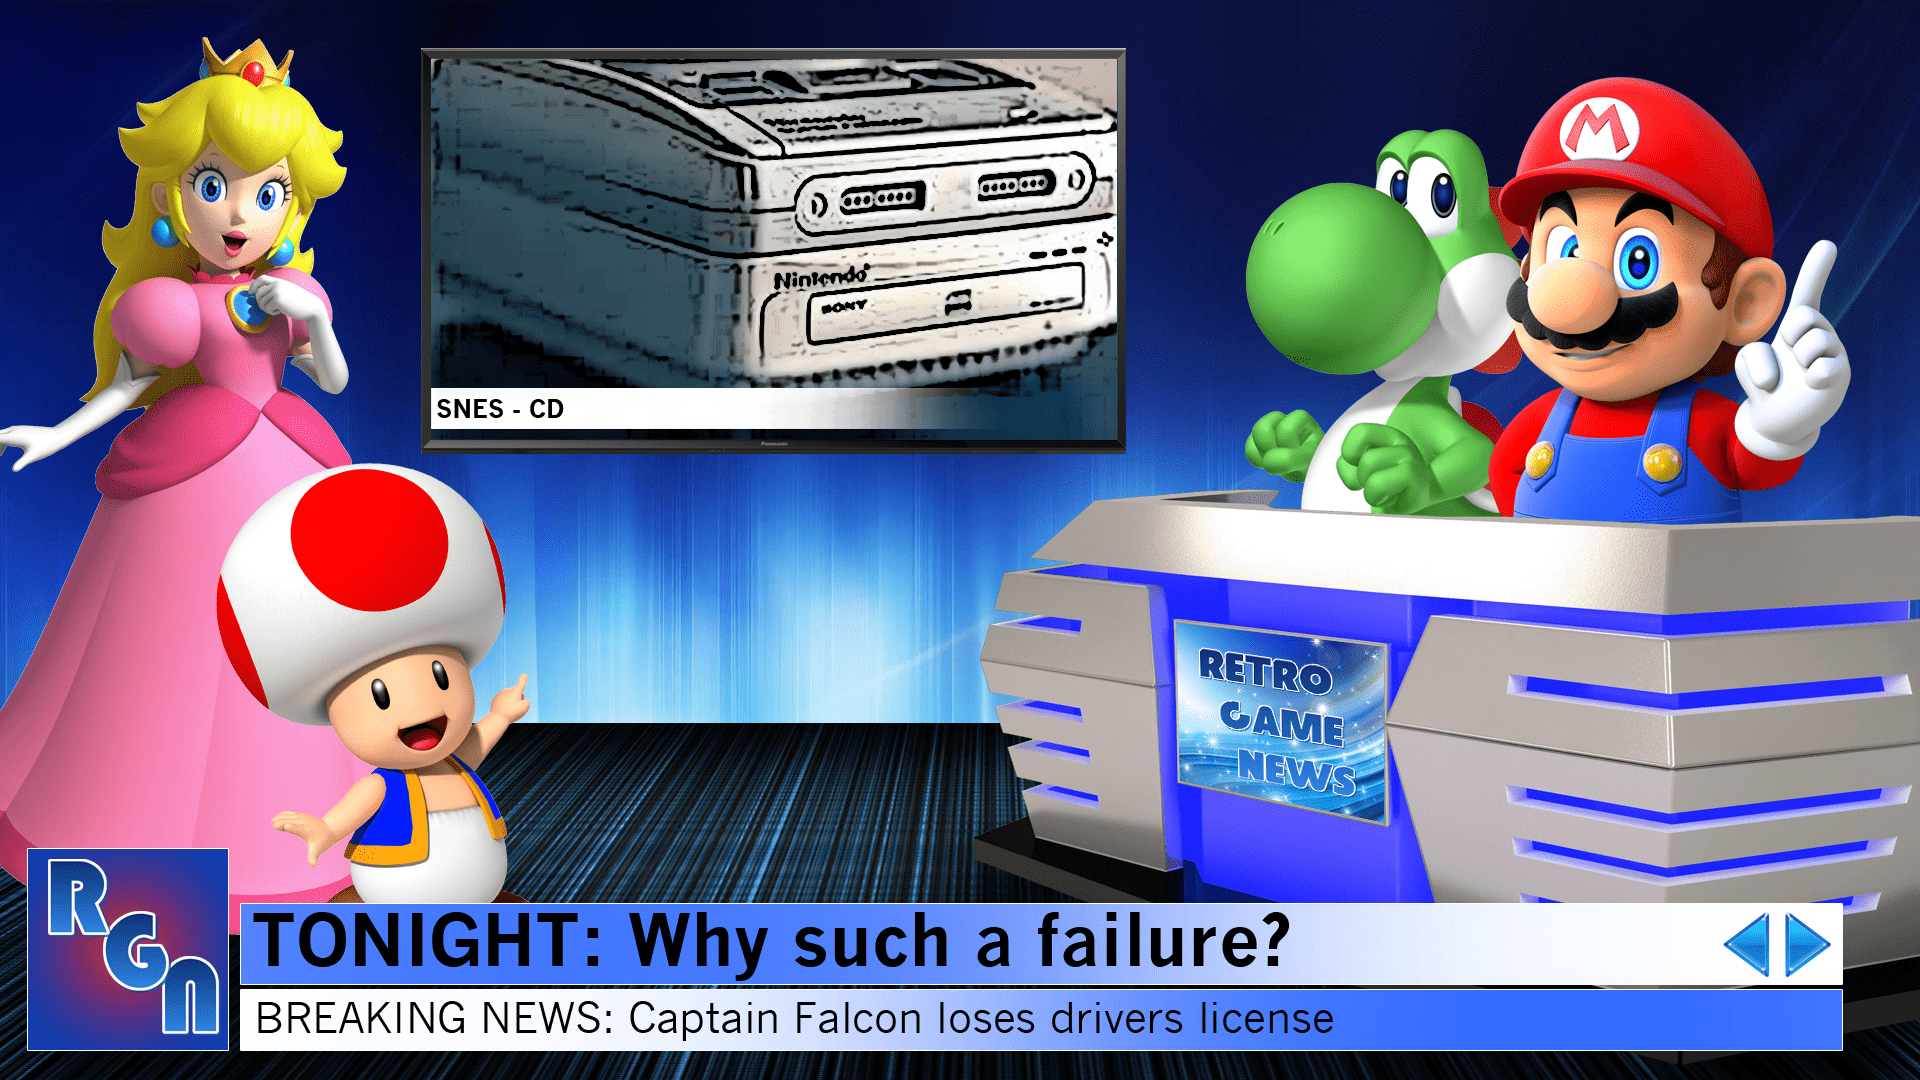 Nintendo
SONY
SNES - CD
Panasonic
M
RETRO
GAME
NEWS
RGN
TONIGHT: Why such a failure?
BREAKING NEWS: Captain Falcon loses drivers license